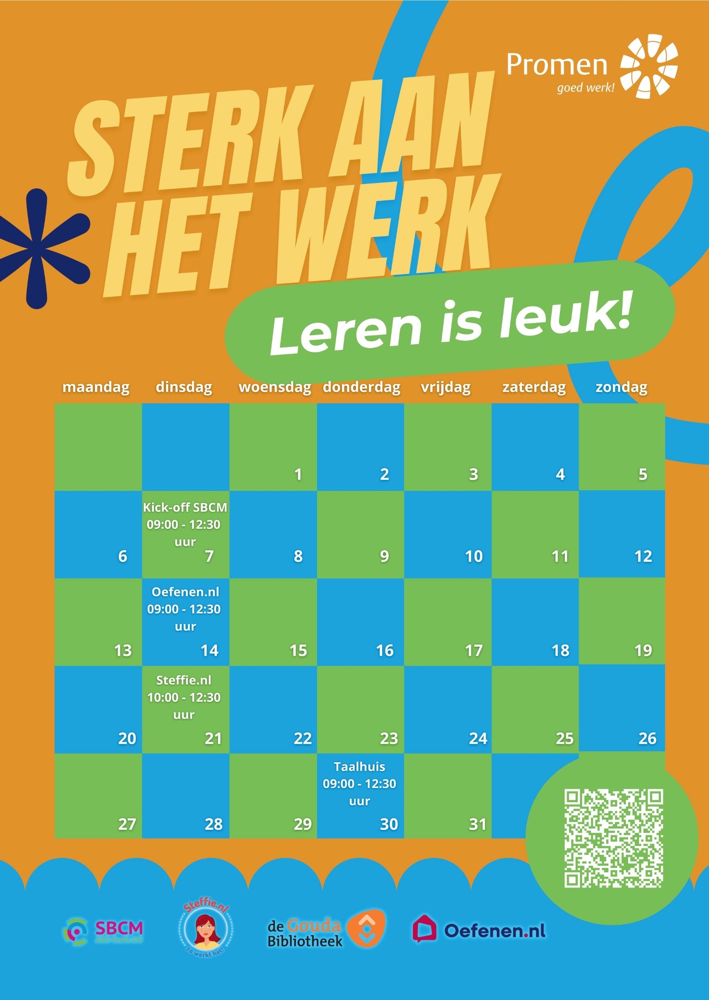 Promen
goed werk!
STERK AAN
HET WERK
Leren is leuk!
maandag dinsdag woensdag donderdag vrijdag zaterdag zondag
1 2 3 4 5
Kick-off SBCM
09:00 - 12:30
uur
6 7 8 9 10 11 12
Oefenen.nl
09:00 - 12:30
uur
13 14 15 16 17 18 19
Steffie.nl
10:00 - 12:30
uur
20 21 22 23 24 25 26
Taalhuis
09:00 - 12:30
uur
27 28 29 30 31
SBCM
A&O-fonds SW
Steffie.nl
zo werkt het!
de Gouda
Bibliotheek
Oefenen.nl